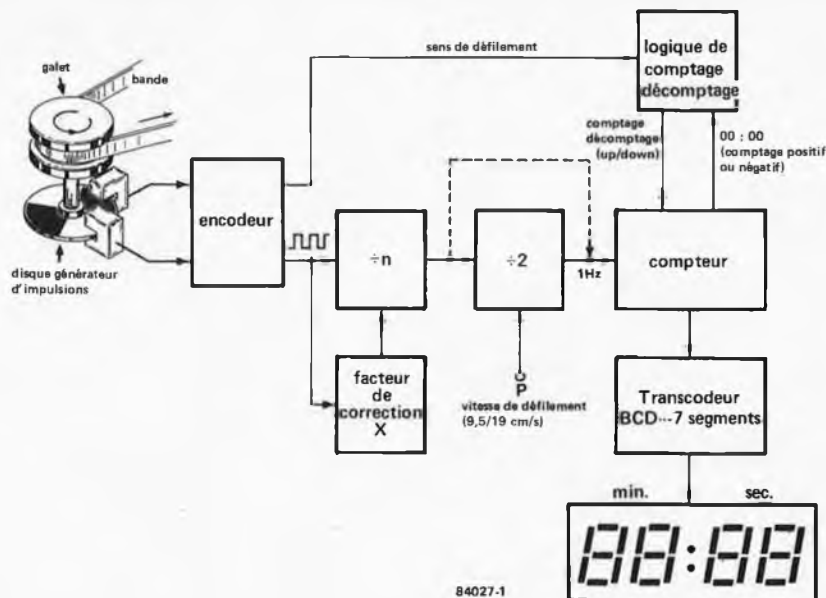 galet
bande
disque générateur
d'impulsions
encodeur
sens de défilement
logique de
comptage
décomptage
comptage
décomptage
(up/down)
00 : 00
(comptage positif
ou négatif)
÷n
÷2
1Hz
compteur
facteur
de
correction
X
P
vitesse de défilement
(9,5/19 cm/s)
Transcodeur
BCD···7 segments
min.
sec.
88:88
84027-1